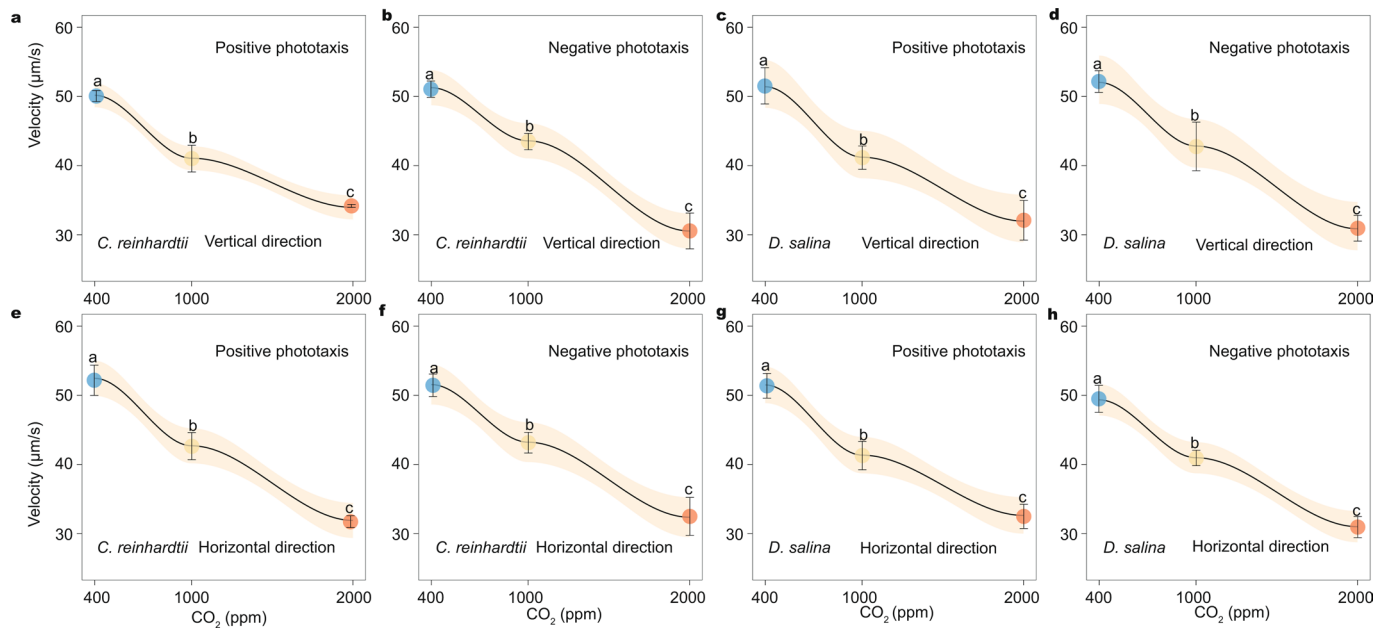 a
60
50
40
30
Velocity (μm/s)
Positive phototaxis
a
b
c
C. reinhardtii Vertical direction
400 1000 2000
b
60
50
40
30
Negative phototaxis
a
b
c
C. reinhardtii Vertical direction
400 1000 2000
c
60
50
40
30
Positive phototaxis
a
b
c
D. salina Vertical direction
400 1000 2000
d
60
50
40
30
Negative phototaxis
a
b
c
D. salina Vertical direction
400 1000 2000
e
60
50
40
30
Velocity (μm/s)
Positive phototaxis
a
b
c
C. reinhardtii Horizontal direction
400 1000 2000
CO2 (ppm)
f
60
50
40
30
Negative phototaxis
a
b
c
C. reinhardtii Horizontal direction
400 1000 2000
CO2 (ppm)
g
60
50
40
30
Positive phototaxis
a
b
c
D. salina Horizontal direction
400 1000 2000
CO2 (ppm)
h
60
50
40
30
Negative phototaxis
a
b
c
D. salina Horizontal direction
400 1000 2000
CO2 (ppm)